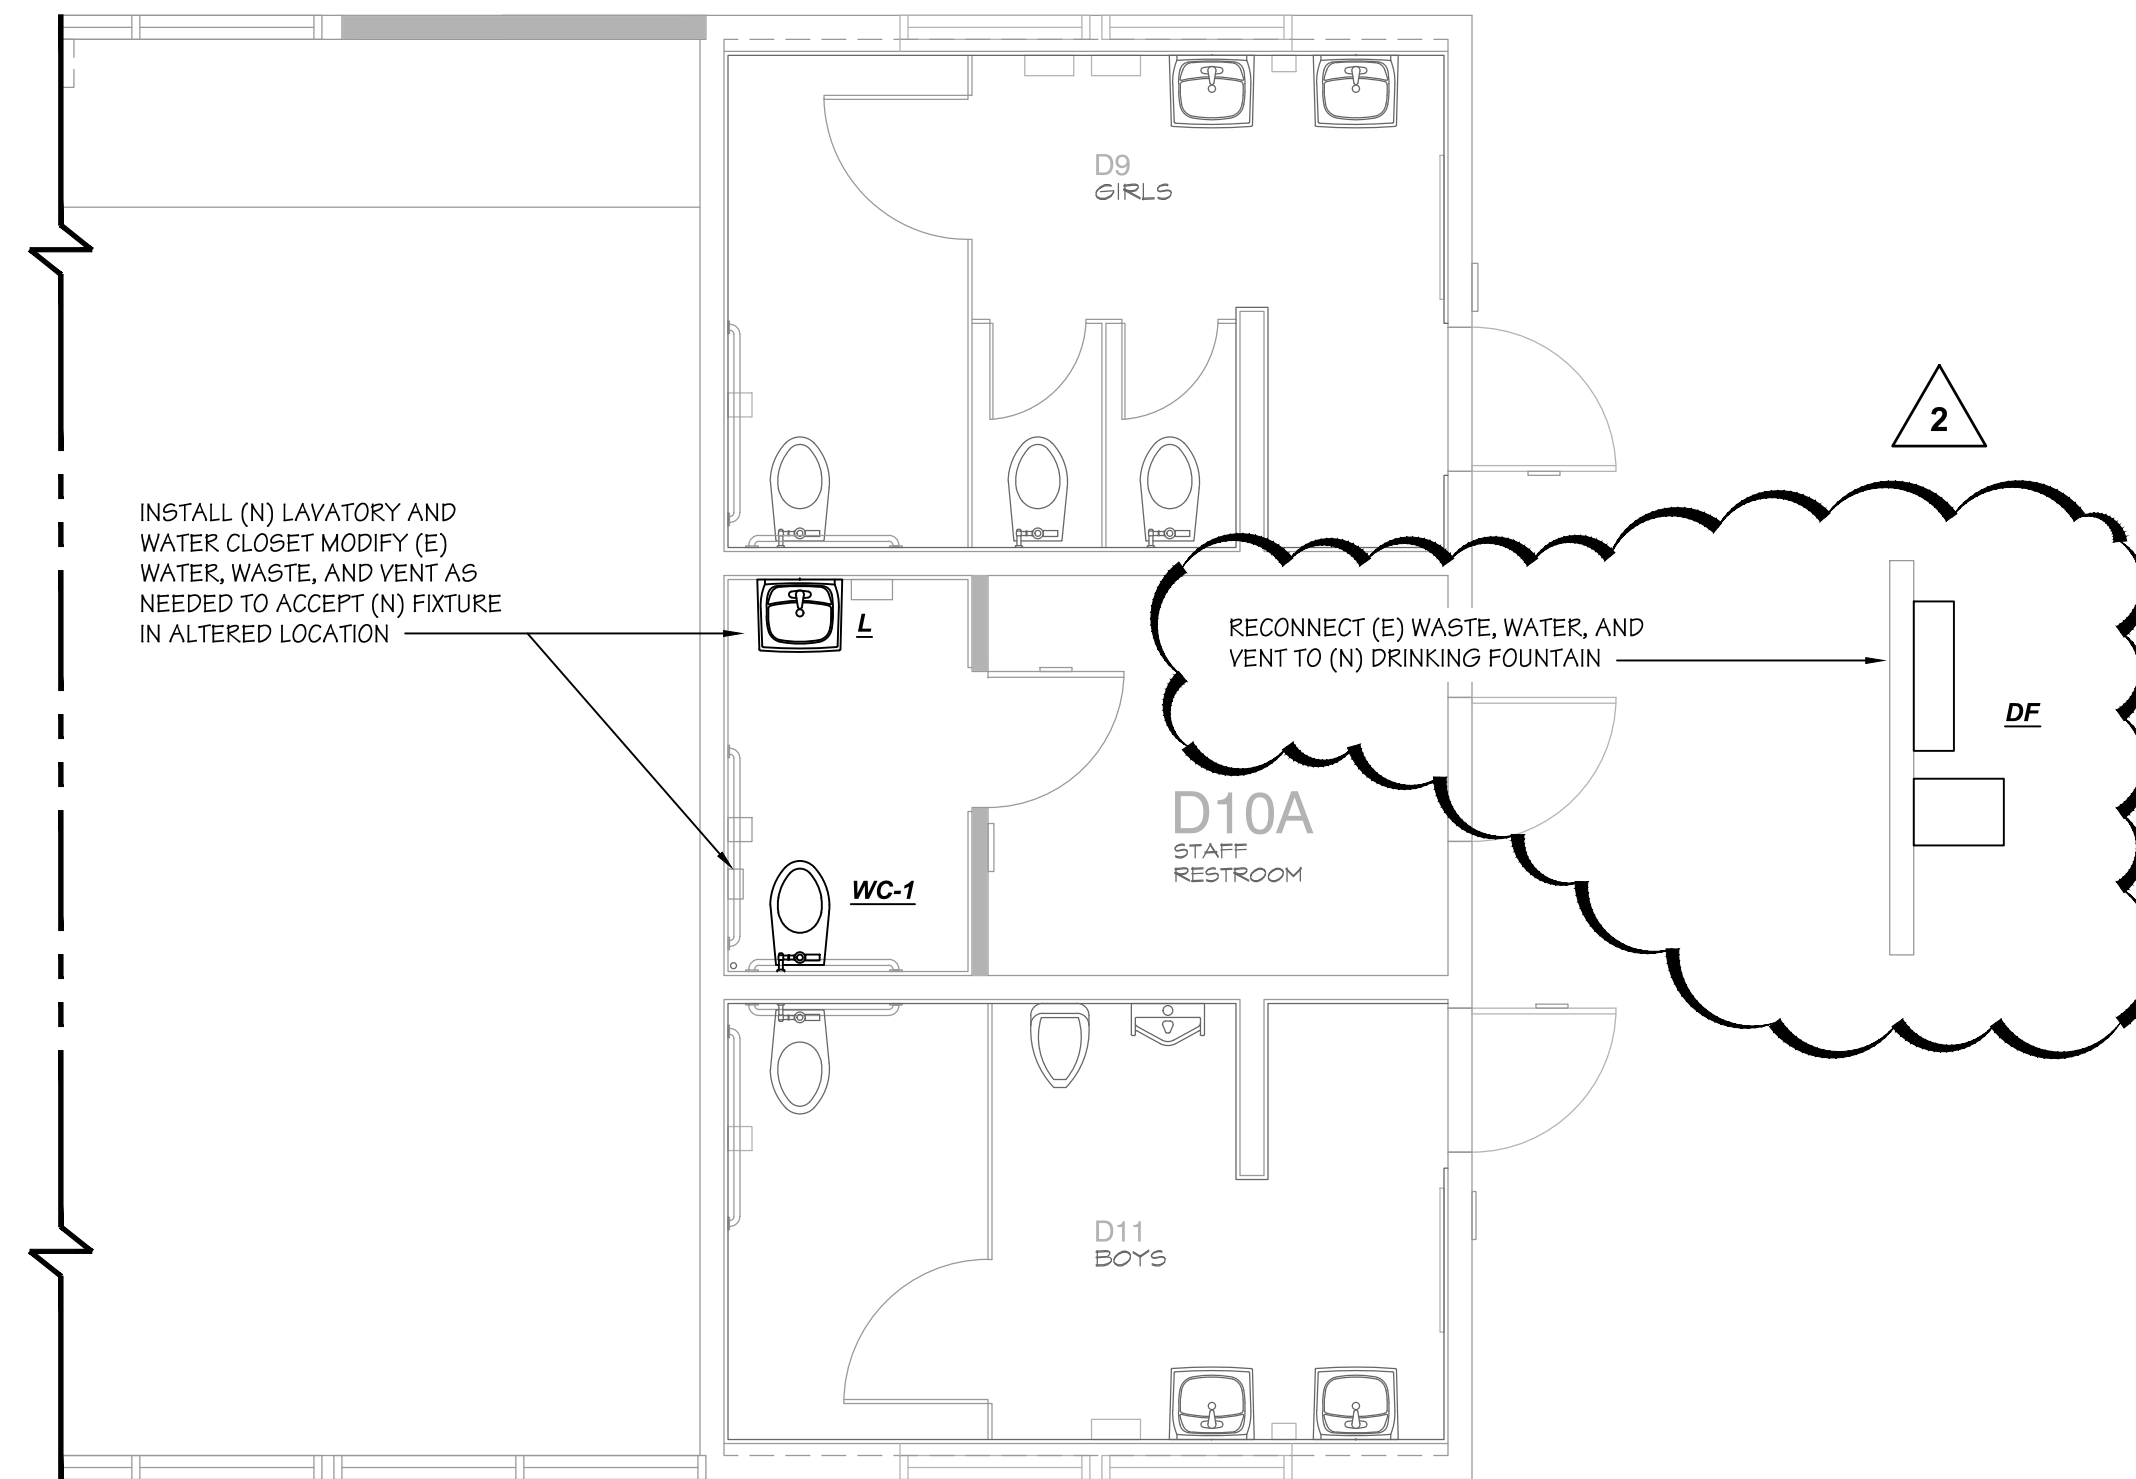 D9
GIRLS
2
INSTALL (N) LAVATORY AND
WATER CLOSET MODIFY (E)
WATER, WASTE, AND VENT AS
NEEDED TO ACCEPT (N) FIXTURE
IN ALTERED LOCATION
L
RECONNECT (E) WASTE, WATER, AND
VENT TO (N) DRINKING FOUNTAIN
DF
D10A
STAFF
RESTROOM
WC-1
D11
BOYS